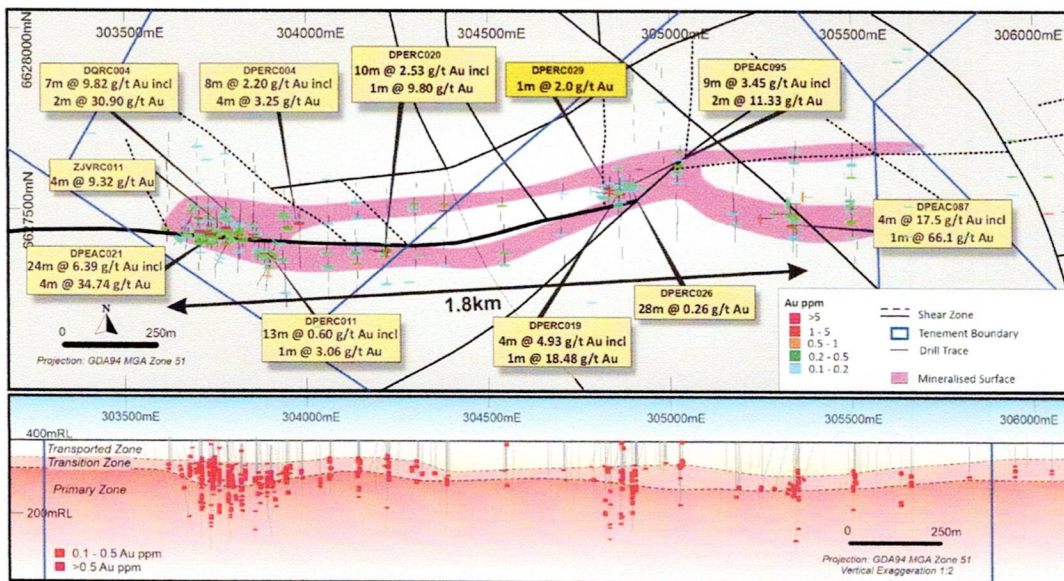 303500mE 304000mE 304500mE 305000mE 305500mE 306000mE
6628000mN
6627500mN
DQRC004
7m @ 9.82 g/t Au incl
2m @ 30.90 g/t Au
DPERC004
8m @ 2.20 g/t Au incl
4m @ 3.25 g/t Au
DPERC020
10m @ 2.53 g/t Au incl
1m @ 9.80 g/t Au
DPERC029
1m @ 2.0 g/t Au
DPEAC095
9m @ 3.45 g/t Au incl
2m @ 11.33 g/t Au
ZJVRC011
4m @ 9.32 g/t Au
DPEAC021
24m @ 6.39 g/t Au incl
4m @ 34.74 g/t Au
DPERC011
13m @ 0.60 g/t Au incl
1m @ 3.06 g/t Au
DPERC019
4m @ 4.93 g/t Au incl
1m @ 18.48 g/t Au
DPERC026
28m @ 0.26 g/t Au
DPEAC087
4m @ 17.5 g/t Au incl
1m @ 66.1 g/t Au
1.8km
N
0 250m
Projection: GDA94 MGA Zone 51
Au ppm
>5
1 - 5
0.5 - 1
0.2 - 0.5
0.1 - 0.2
Shear Zone
Tenement Boundary
Drill Trace
Mineralised Surface
303500mE 304000mE 304500mE 305000mE 305500mE 306000mE
400mRL
Transported Zone
Transition Zone
Primary Zone
200mRL
0.1 - 0.5 Au ppm
>0.5 Au ppm
0 250m
Projection: GDA94 MGA Zone 51
Vertical Exaggeration 1:2